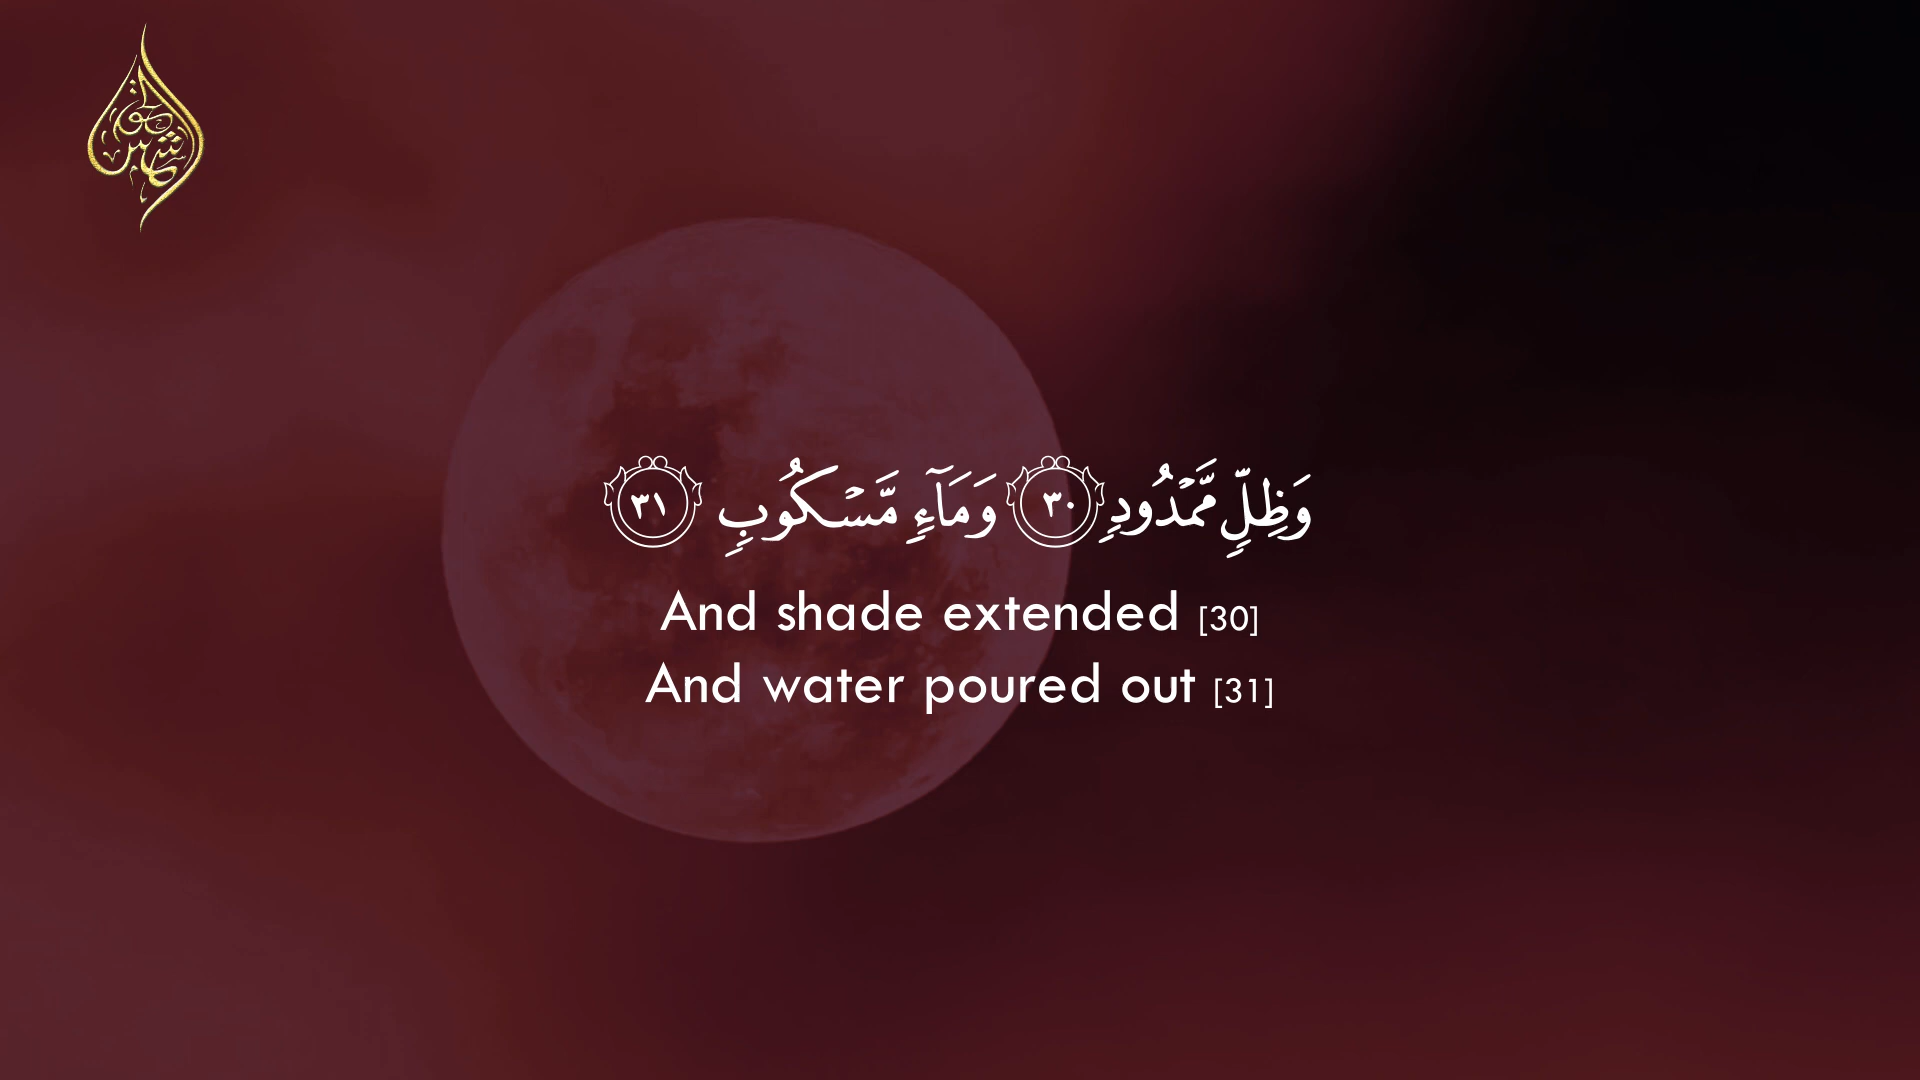 وَظِلٍّ مَّمْدُودٍ ٣٠ وَمَآءٍ مَّسْكُوبٍ ٣١
And shade extended [30]
And water poured out [31]